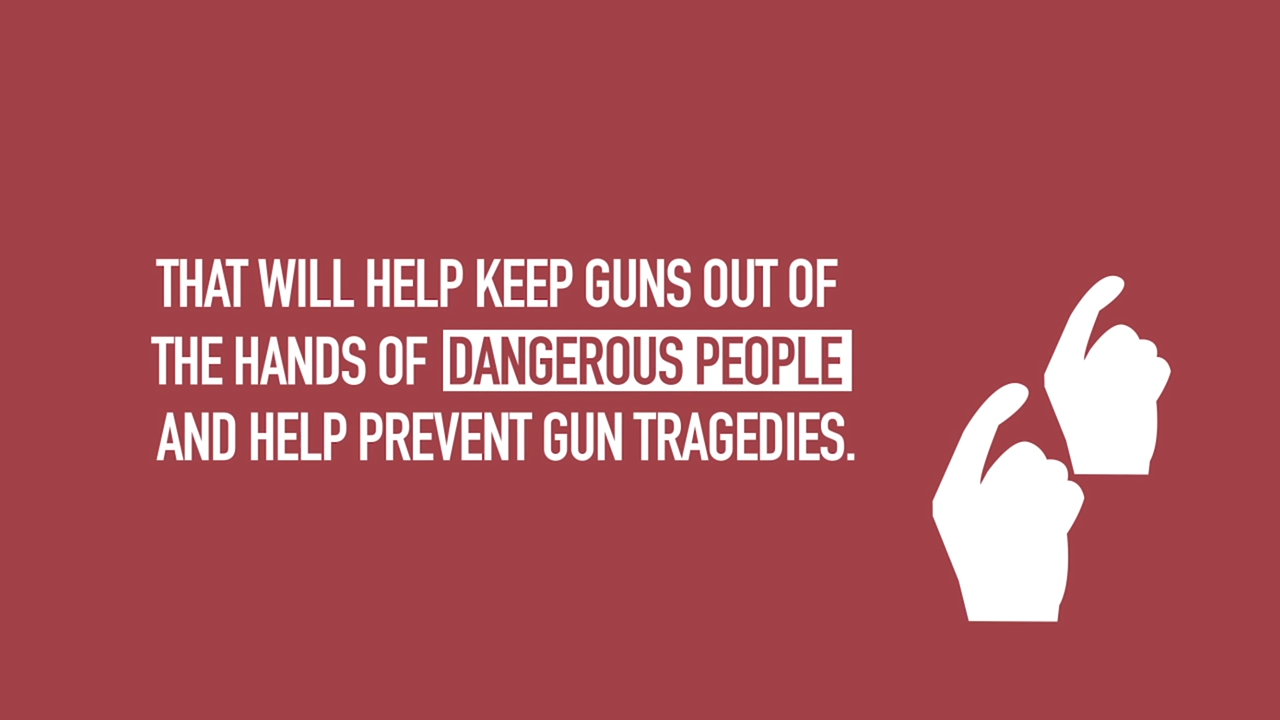 THAT WILL HELP KEEP GUNS OUT OF
THE HANDS OF DANGEROUS PEOPLE
AND HELP PREVENT GUN TRAGEDIES.